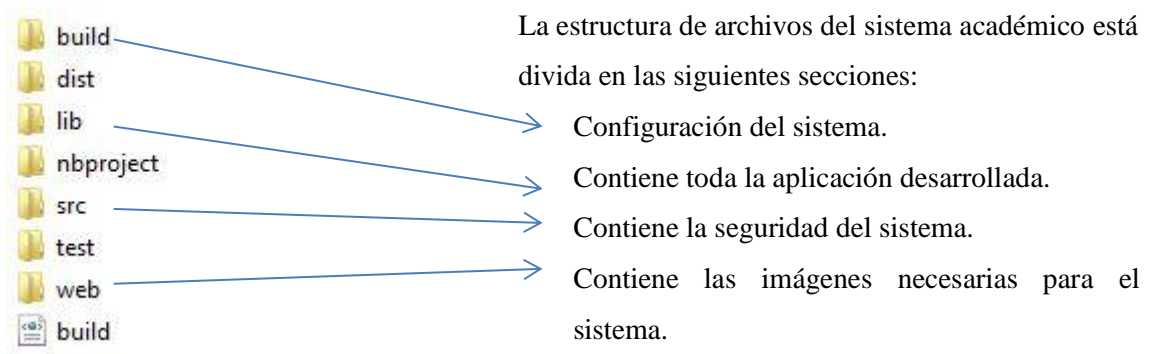 build
dist
lib
nbproject
src
test
web
build
La estructura de archivos del sistema académico está
divida en las siguientes secciones:
Configuración del sistema.
Contiene toda la aplicación desarrollada.
Contiene la seguridad del sistema.
Contiene las imágenes necesarias para el
sistema.